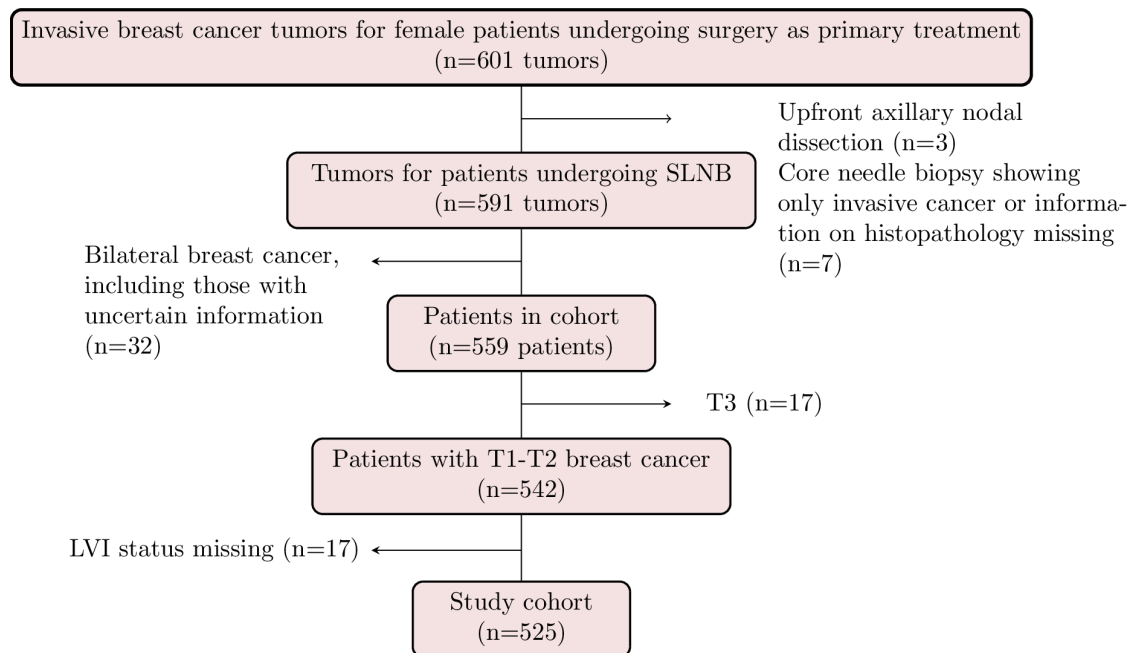 Invasive breast cancer tumors for female patients undergoing surgery as primary treatment
(n=601 tumors)
Upfront axillary nodal
dissection (n=3)
Core needle biopsy showing
only invasive cancer or informa-
tion on histopathology missing
(n=7)
Tumors for patients undergoing SLNB
(n=591 tumors)
Bilateral breast cancer,
including those with
uncertain information
(n=32)
Patients in cohort
(n=559 patients)
T3 (n=17)
Patients with T1-T2 breast cancer
(n=542)
LVI status missing (n=17)
Study cohort
(n=525)